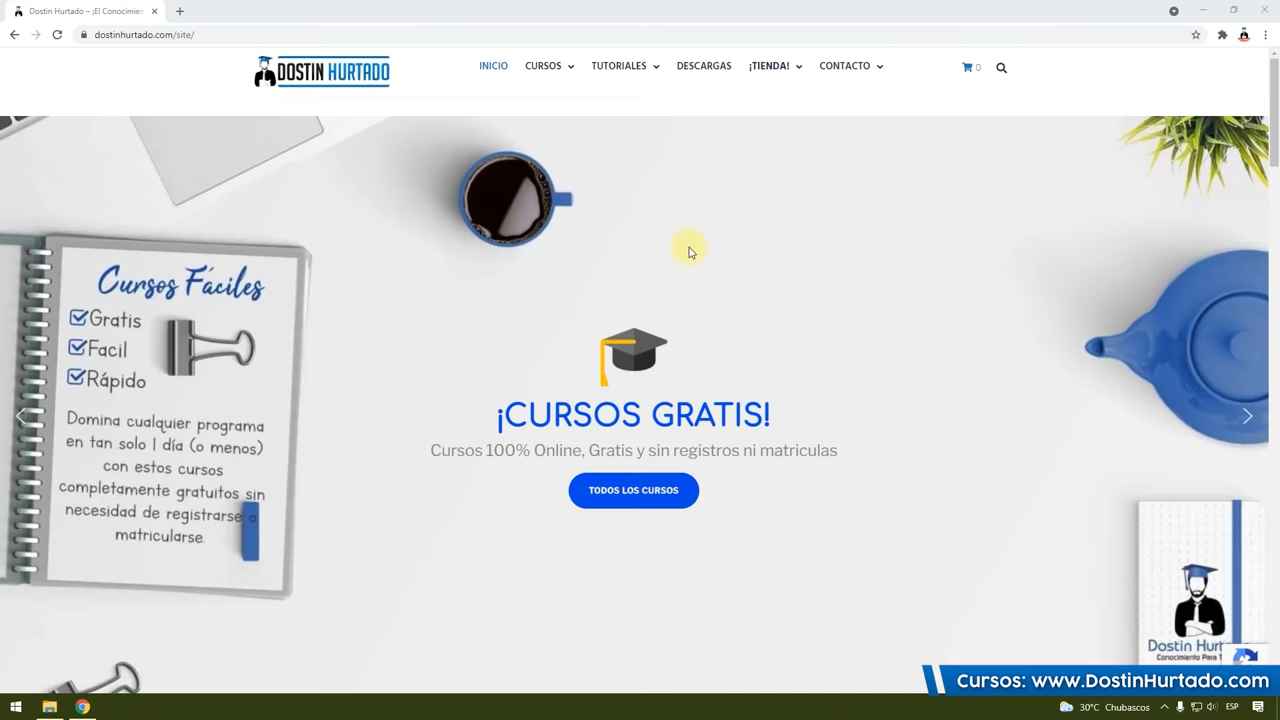 Dostin Hurtado – ¡El Conocimien
dostinhurtado.com/site/
DOSTIN HURTADO
INICIO
CURSOS
TUTORIALES
DESCARGAS
¡TIENDA!
CONTACTO
0
Cursos Fáciles
Gratis
Facil
Rápido
Domina cualquier programa
en tan solo 1 día (o menos)
con estos cursos
completamente gratuitos sin
necesidad de registrarse o
matricularse.
¡CURSOS GRATIS!
Cursos 100% Online, Gratis y sin registros ni matriculas
TODOS LOS CURSOS
Dostin Hurt
Conocimiento Para T
Cursos: www.DostinHurtado.com
30°C Chubascos
ESP